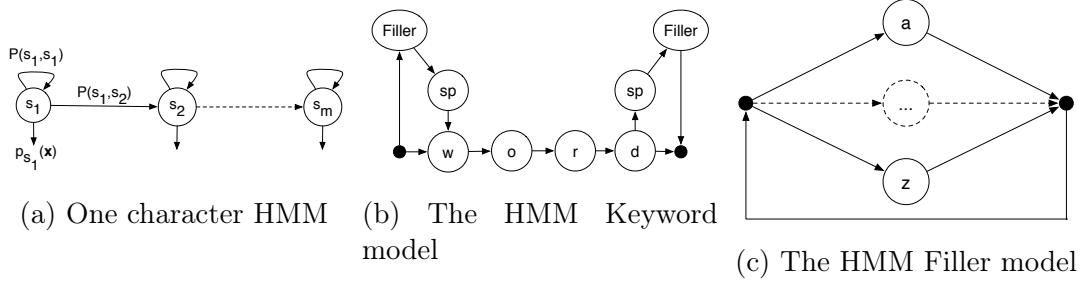 P(s₁,s₁)
s₁
P(s₁,s₂)
s₂
sₘ
pₛ₁(x)
(a) One character HMM
Filler
Filler
sp
sp
w
o
r
d
(b) The HMM Keyword
model
a
...
z
(c) The HMM Filler model